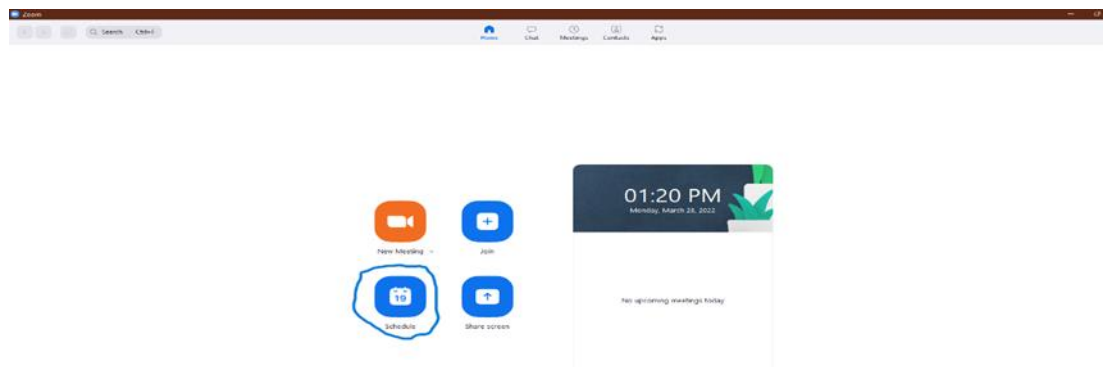 Zoom
Search Ctrl+F
Home Chat Meetings Contacts Apps
01:20 PM
Monday, March 28, 2022
New Meeting Join
19
Schedule Share screen
No upcoming meetings today